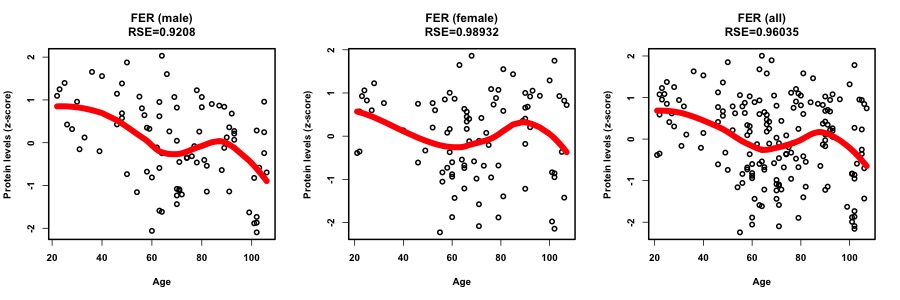 FER (male)
RSE=0.9208
Protein levels (z-score)
2
1
0
-1
-2
20
40
60
80
100
Age
FER (female)
RSE=0.98932
Protein levels (z-score)
2
1
0
-1
-2
20
40
60
80
100
Age
FER (all)
RSE=0.96035
Protein levels (z-score)
2
1
0
-1
-2
20
40
60
80
100
Age